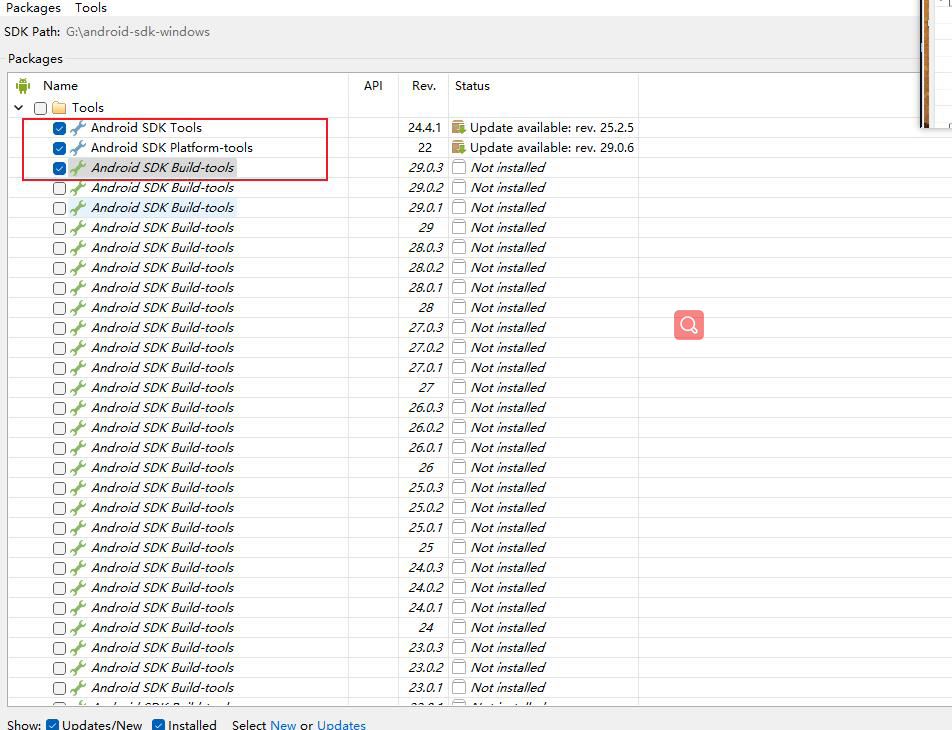 Packages Tools
SDK Path: G:\android-sdk-windows
Packages
Name API Rev. Status
Tools
Android SDK Tools 24.4.1 Update available: rev. 25.2.5
Android SDK Platform-tools 22 Update available: rev. 29.0.6
Android SDK Build-tools 29.0.3 Not installed
Android SDK Build-tools 29.0.2 Not installed
Android SDK Build-tools 29.0.1 Not installed
Android SDK Build-tools 29 Not installed
Android SDK Build-tools 28.0.3 Not installed
Android SDK Build-tools 28.0.2 Not installed
Android SDK Build-tools 28.0.1 Not installed
Android SDK Build-tools 28 Not installed
Android SDK Build-tools 27.0.3 Not installed
Android SDK Build-tools 27.0.2 Not installed
Android SDK Build-tools 27.0.1 Not installed
Android SDK Build-tools 27 Not installed
Android SDK Build-tools 26.0.3 Not installed
Android SDK Build-tools 26.0.2 Not installed
Android SDK Build-tools 26.0.1 Not installed
Android SDK Build-tools 26 Not installed
Android SDK Build-tools 25.0.3 Not installed
Android SDK Build-tools 25.0.2 Not installed
Android SDK Build-tools 25.0.1 Not installed
Android SDK Build-tools 25 Not installed
Android SDK Build-tools 24.0.3 Not installed
Android SDK Build-tools 24.0.2 Not installed
Android SDK Build-tools 24.0.1 Not installed
Android SDK Build-tools 24 Not installed
Android SDK Build-tools 23.0.3 Not installed
Android SDK Build-tools 23.0.2 Not installed
Android SDK Build-tools 23.0.1 Not installed
Show: Updates/New Installed Select New or Updates